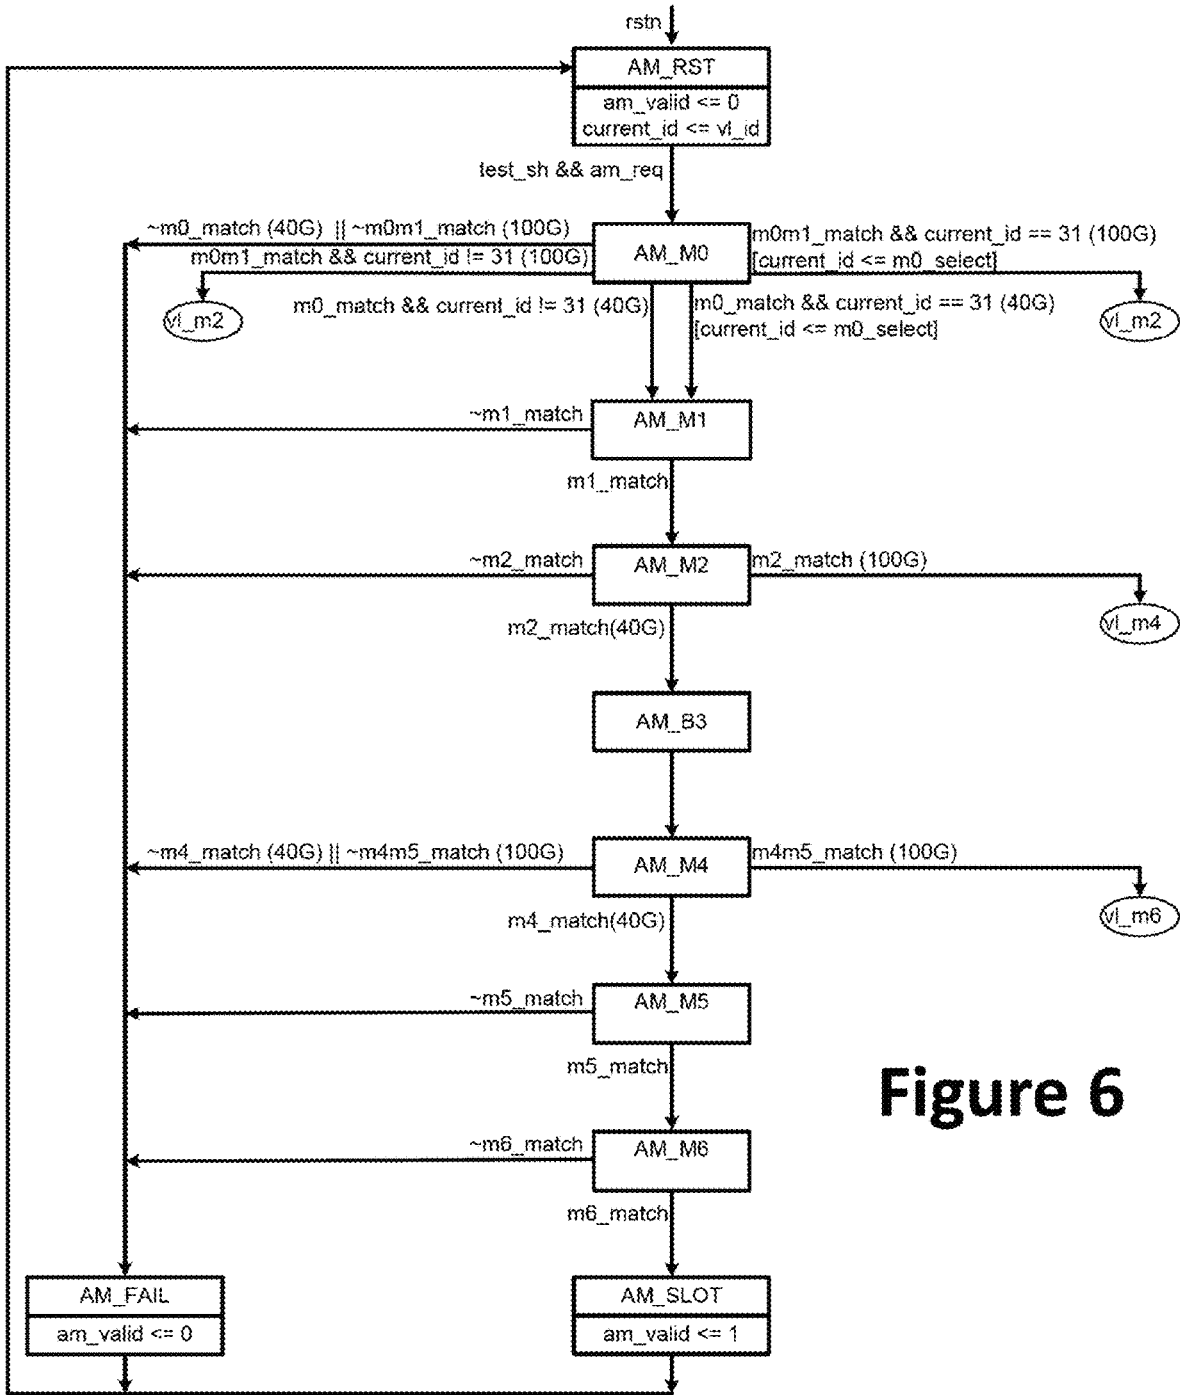 rstn
AM_RST
am_valid <= 0
current_id <= vl_id
test_sh && am_req
~m0_match (40G) || ~m0m1_match (100G)
AM_M0
m0m1_match && current_id == 31 (100G)
[current_id <= m0_select]
m0m1_match && current_id != 31 (100G)
vl_m2
m0_match && current_id != 31 (40G)
m0_match && current_id == 31 (40G)
[current_id <= m0_select]
vl_m2
~m1_match
AM_M1
m1_match
~m2_match
AM_M2
m2_match (100G)
vl_m4
m2_match(40G)
AM_B3
~m4_match (40G) || ~m4m5_match (100G)
AM_M4
m4m5_match (100G)
vl_m6
m4_match(40G)
~m5_match
AM_M5
m5_match
Figure 6
~m6_match
AM_M6
m6_match
AM_FAIL
am_valid <= 0
AM_SLOT
am_valid <= 1